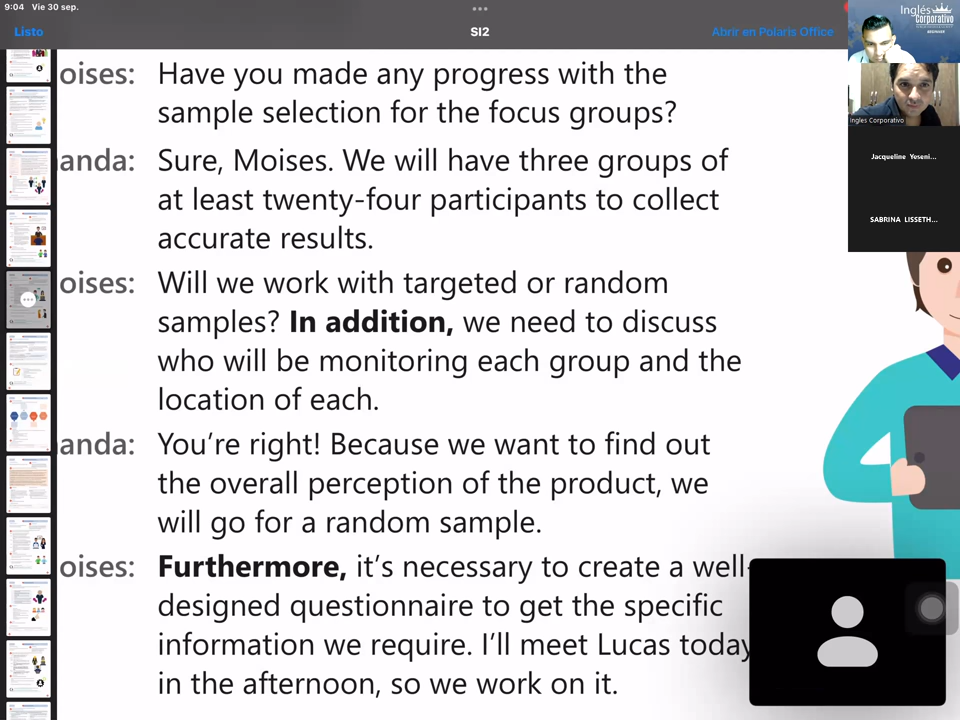 9:04 Vie 30 sep.
Listo
SI2
Abrir en Polaris Office
Inglés
Corporativo
oises: Have you made any progress with the
sample selection for the focus groups?
Ingles Corporativo
anda: Sure, Moises. We will have three groups of
at least twenty-four participants to collect
accurate results.
Jacqueline Yeseni...
SABRINA LISSETH...
oises: Will we work with targeted or random
samples? In addition, we need to discuss
who will be monitoring each group and the
location of each.
anda: You're right! Because we want to find out
the overall perception of the product, we
will go for a random sample.
oises: Furthermore, it's necessary to create a well-
designed questionnaire to get the specific
information we require. I'll meet Lucas today
in the afternoon, so we work on it.